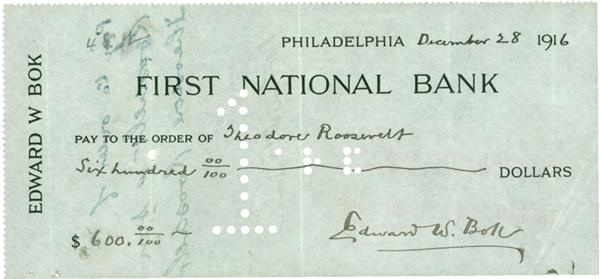 PHILADELPHIA December 28 1916
FIRST NATIONAL BANK
EDWARD W BOK
PAY TO THE ORDER OF Theodore Roosevelt
Six hundred 00/100 DOLLARS
$ 600. 00/100
Edward W. Bok